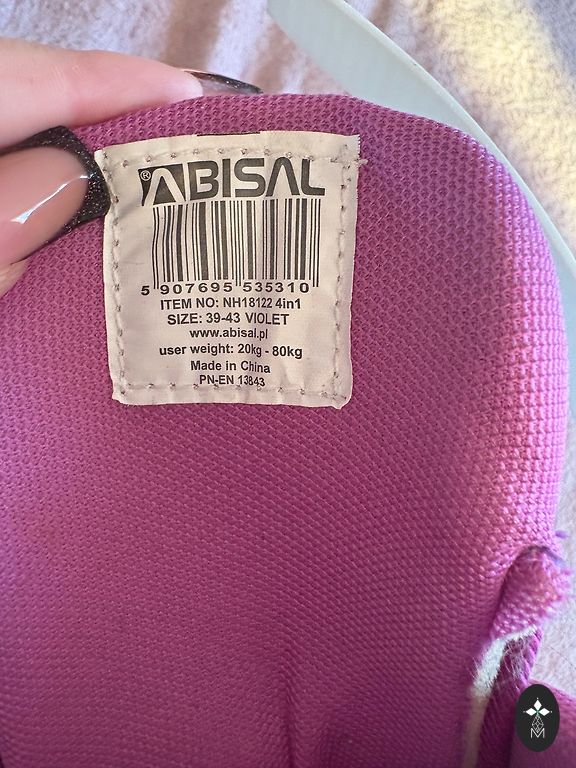 ® ABISAL
5 907695 535310
ITEM NO: NH18122 4in1
SIZE: 39-43 VIOLET
www.abisal.pl
user weight: 20kg - 80kg
Made in China
PN-EN 13843
M